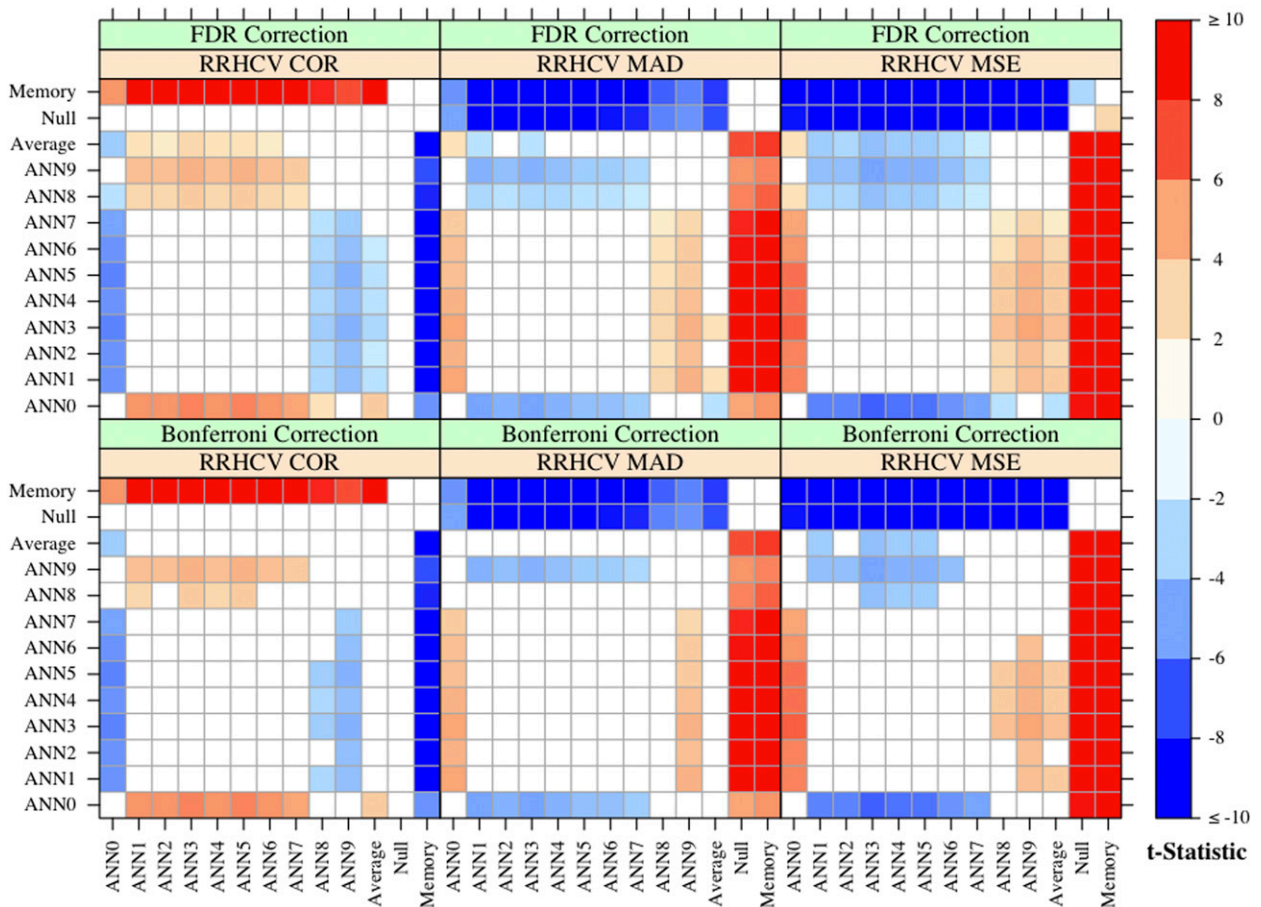 FDR Correction FDR Correction FDR Correction
RRHCV COR RRHCV MAD RRHCV MSE
Memory
Null
Average
ANN9
ANN8
ANN7
ANN6
ANN5
ANN4
ANN3
ANN2
ANN1
ANN0
Bonferroni Correction Bonferroni Correction Bonferroni Correction
RRHCV COR RRHCV MAD RRHCV MSE
Memory
Null
Average
ANN9
ANN8
ANN7
ANN6
ANN5
ANN4
ANN3
ANN2
ANN1
ANN0
ANN0 ANN1 ANN2 ANN3 ANN4 ANN5 ANN6 ANN7 ANN8 ANN9 Average Null Memory ANN0 ANN1 ANN2 ANN3 ANN4 ANN5 ANN6 ANN7 ANN8 ANN9 Average Null Memory ANN0 ANN1 ANN2 ANN3 ANN4 ANN5 ANN6 ANN7 ANN8 ANN9 Average Null Memory
≥ 10
8
6
4
2
0
-2
-4
-6
-8
≤ -10
t-Statistic